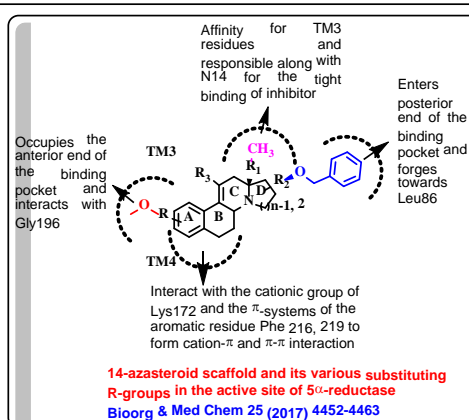 Affinity for TM3
residues and
responsible along with
N14 for the tight
binding of inhibitor
Enters
posterior
end of the
binding
pocket and
forges
towards
Leu86
Occupies the
anterior end of
the binding
pocket and
interacts with
Gly196
TM3
CH3
R1
R2
O
R3
C
D
N
( )n-1, 2
O
R
A
B
TM4
Interact with the cationic group of
Lys172 and the π-systems of the
aromatic residue Phe 216, 219 to
form cation-π and π-π interaction
14-azasteroid scaffold and its various substituting
R-groups in the active site of 5α-reductase
Bioorg & Med Chem 25 (2017) 4452-4463